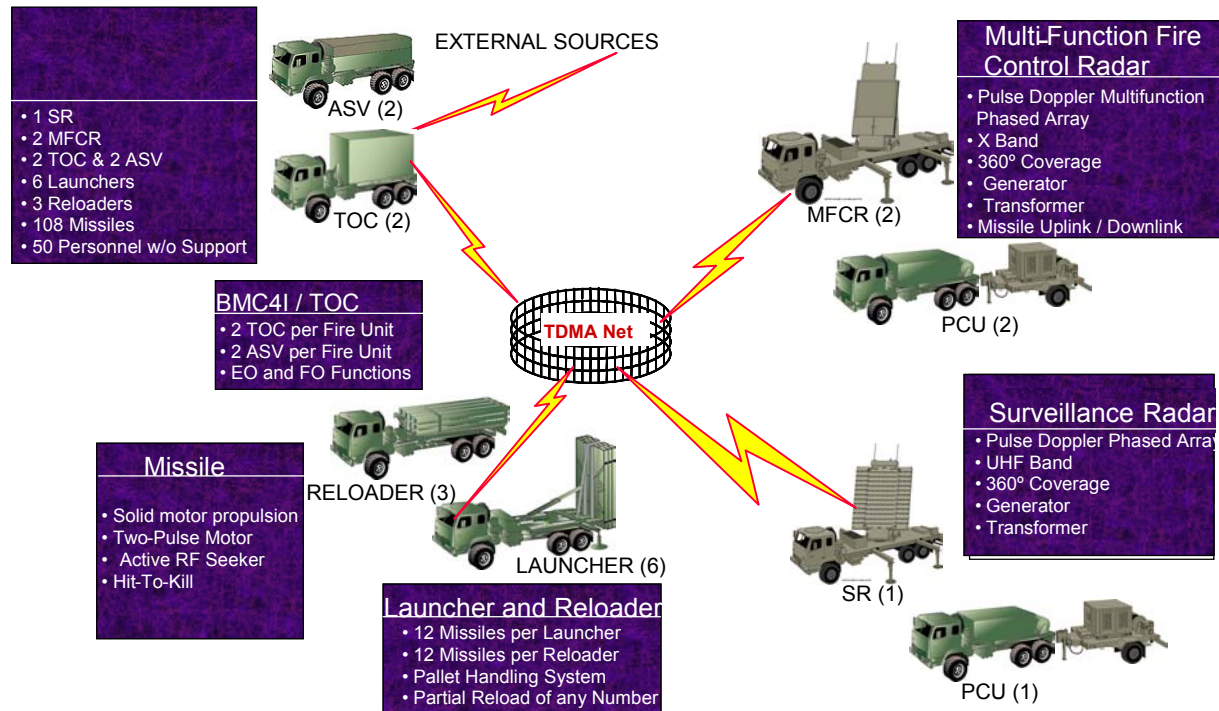 • 1 SR
• 2 MFCR
• 2 TOC & 2 ASV
• 6 Launchers
• 3 Reloaders
• 108 Missiles
• 50 Personnel w/o Support
EXTERNAL SOURCES
ASV (2)
TOC (2)
Multi-Function Fire
Control Radar
• Pulse Doppler Multifunction
Phased Array
• X Band
• 360º Coverage
• Generator
• Transformer
• Missile Uplink / Downlink
MFCR (2)
PCU (2)
BMC4I / TOC
• 2 TOC per Fire Unit
• 2 ASV per Fire Unit
• EO and FO Functions
TDMA Net
Missile
• Solid motor propulsion
• Two-Pulse Motor
• Active RF Seeker
• Hit-To-Kill
RELOADER (3)
LAUNCHER (6)
Launcher and Reloader
• 12 Missiles per Launcher
• 12 Missiles per Reloader
• Pallet Handling System
• Partial Reload of any Number
Surveillance Radar
• Pulse Doppler Phased Array
• UHF Band
• 360º Coverage
• Generator
• Transformer
SR (1)
PCU (1)